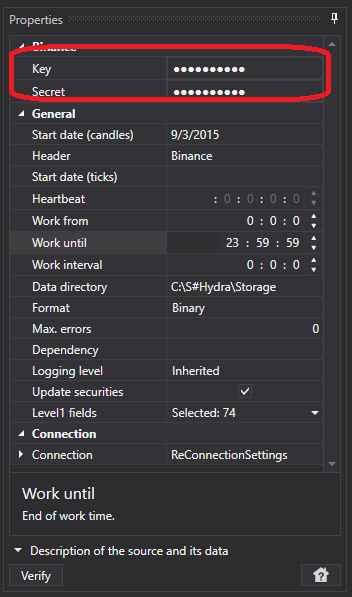 Properties
Binance
Key ●●●●●●●●●●
Secret ●●●●●●●●●●
General
Start date (candles) 9/3/2015
Header Binance
Start date (ticks)
Heartbeat : 0 : 0 : 0 : 0
Work from 0 : 0 : 0
Work until 23 : 59 : 59
Work interval 0 : 0 : 0
Data directory C:\S#Hydra\Storage
Format Binary
Max. errors 0
Dependency
Logging level Inherited
Update securities
Level1 fields Selected: 74
Connection
Connection ReConnectionSettings
Work until
End of work time.
Description of the source and its data
Verify